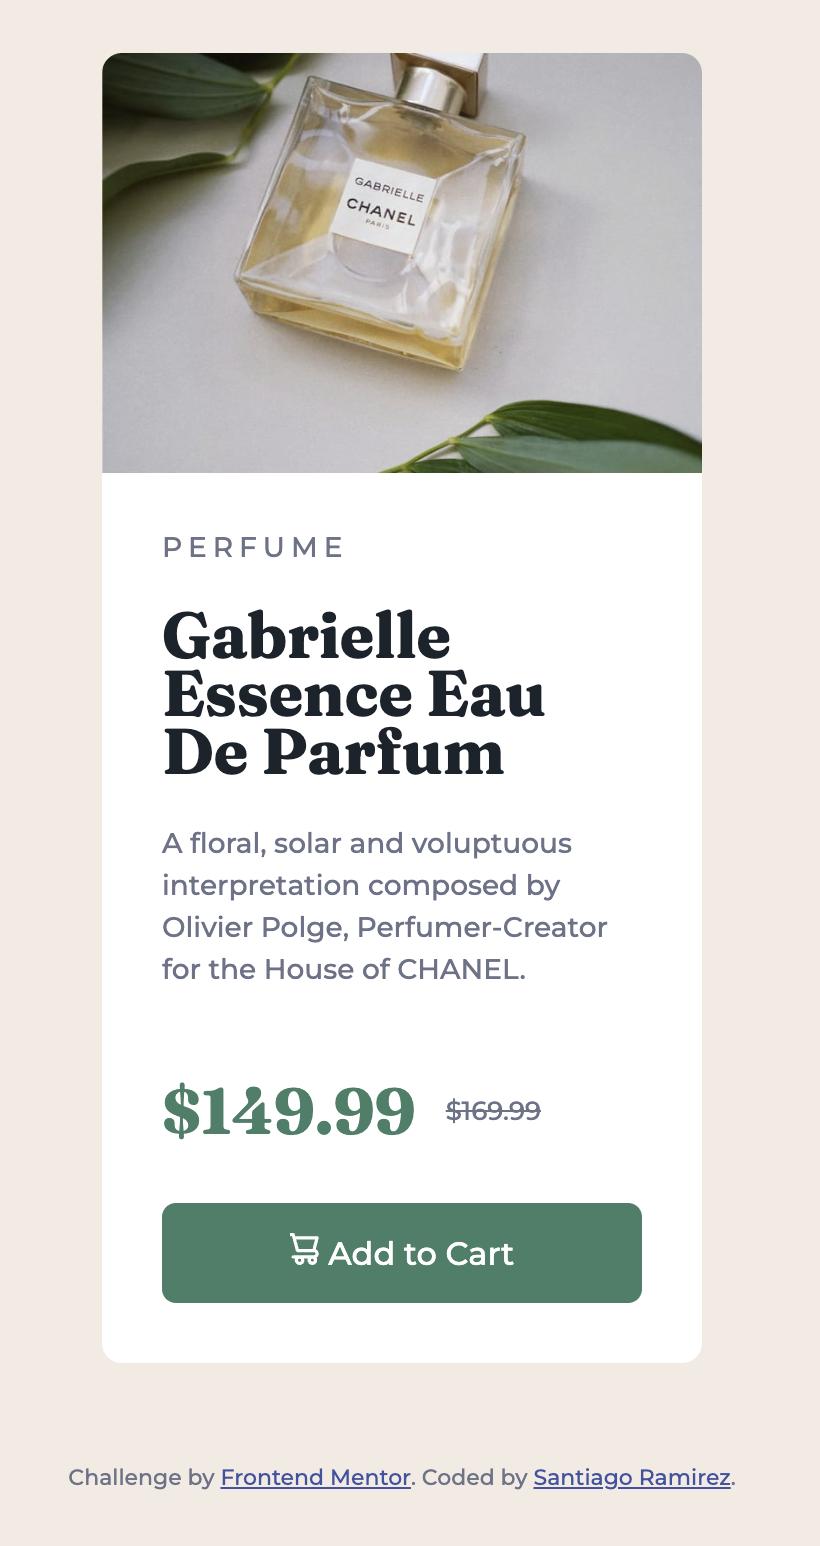 GABRIELLE
CHANEL
PARIS
PERFUME
Gabrielle
Essence Eau
De Parfum
A floral, solar and voluptuous
interpretation composed by
Olivier Polge, Perfumer-Creator
for the House of CHANEL.
$149.99 $169.99
Add to Cart
Challenge by Frontend Mentor. Coded by Santiago Ramirez.